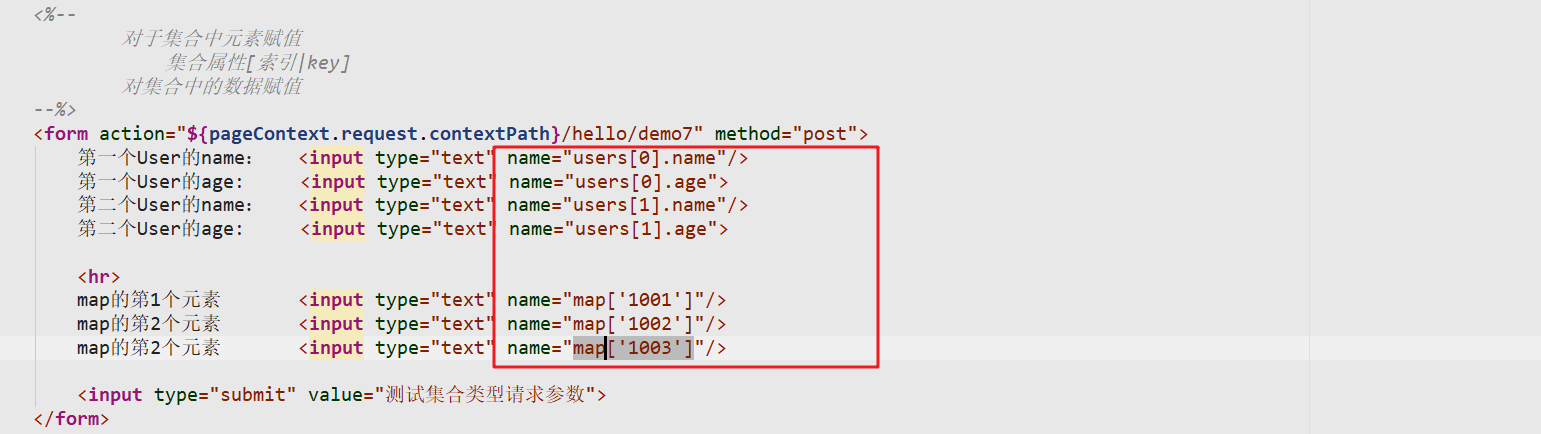 <%--
对于集合中元素赋值
集合属性[索引|key]
对集合中的数据赋值
--%>
<form action="${pageContext.request.contextPath}/hello/demo7" method="post">
第一个User的name: <input type="text" name="users[0].name"/>
第一个User的age: <input type="text" name="users[0].age">
第二个User的name: <input type="text" name="users[1].name"/>
第二个User的age: <input type="text" name="users[1].age">
<hr>
map的第1个元素 <input type="text" name="map['1001']"/>
map的第2个元素 <input type="text" name="map['1002']"/>
map的第2个元素 <input type="text" name="map['1003']"/>
<input type="submit" value="测试集合类型请求参数">
</form>